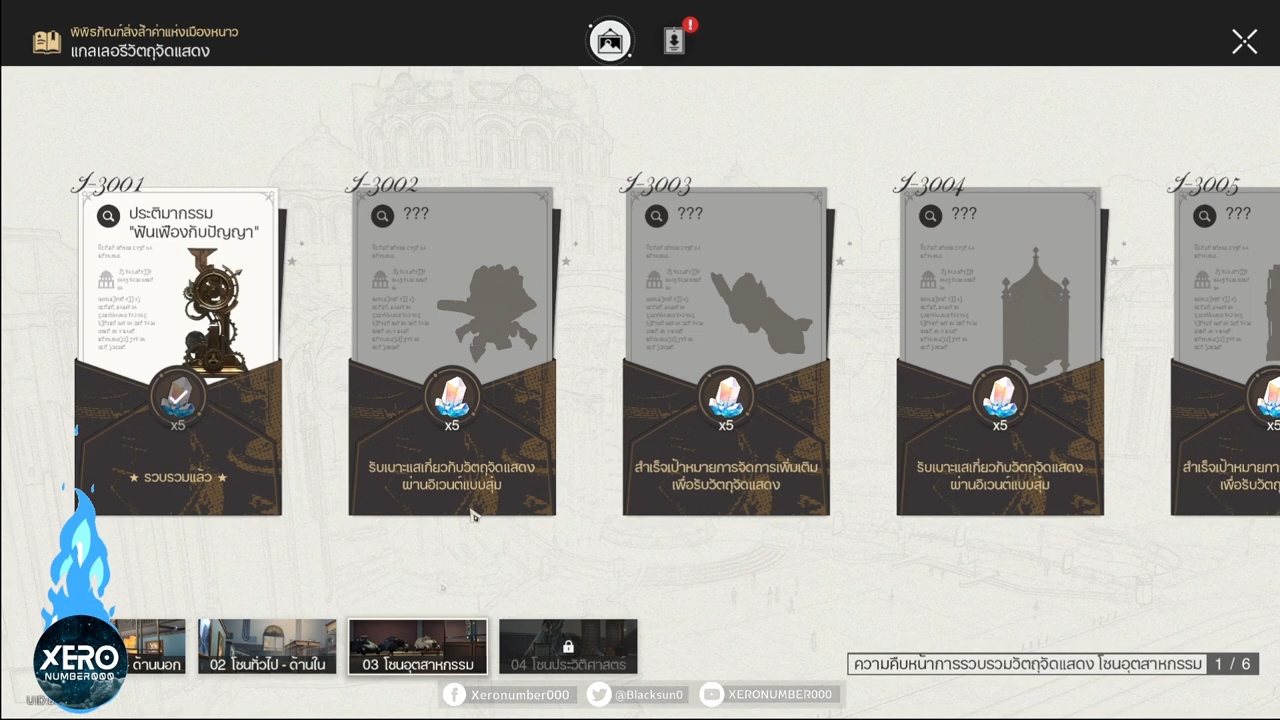 พิพิธภัณฑ์สิ่งล้ำค่าแห่งเมืองหนาว
แกลเลอรีวัตถุจัดแสดง
J-3001
J-3002
J-3003
J-3004
J-3005
ประติมากรรม
"ฟันเฟืองกับปัญญา"
???
???
???
???
x5
x5
x5
x5
x5
★ รวบรวมแล้ว ★
รับเบาะแสเกี่ยวกับวัตถุจัดแสดง
ผ่านอิเวนต์แบบสุ่ม
สำเร็จเป้าหมายการจัดการเพิ่มเติม
เพื่อรับวัตถุจัดแสดง
รับเบาะแสเกี่ยวกับวัตถุจัดแสดง
ผ่านอิเวนต์แบบสุ่ม
สำเร็จเป้าหมายกา
เพื่อรับวัตถุ
- ด้านนอก
02 โซนทั่วไป - ด้านใน
03 โซนอุตสาหกรรม
04 โซนประวัติศาสตร์
ความคืบหน้าการรวบรวมวัตถุจัดแสดง โซนอุตสาหกรรม 1 / 6
XERO
NUMBER000
Xeronumber000
@Blacksun0
XERONUMBER000